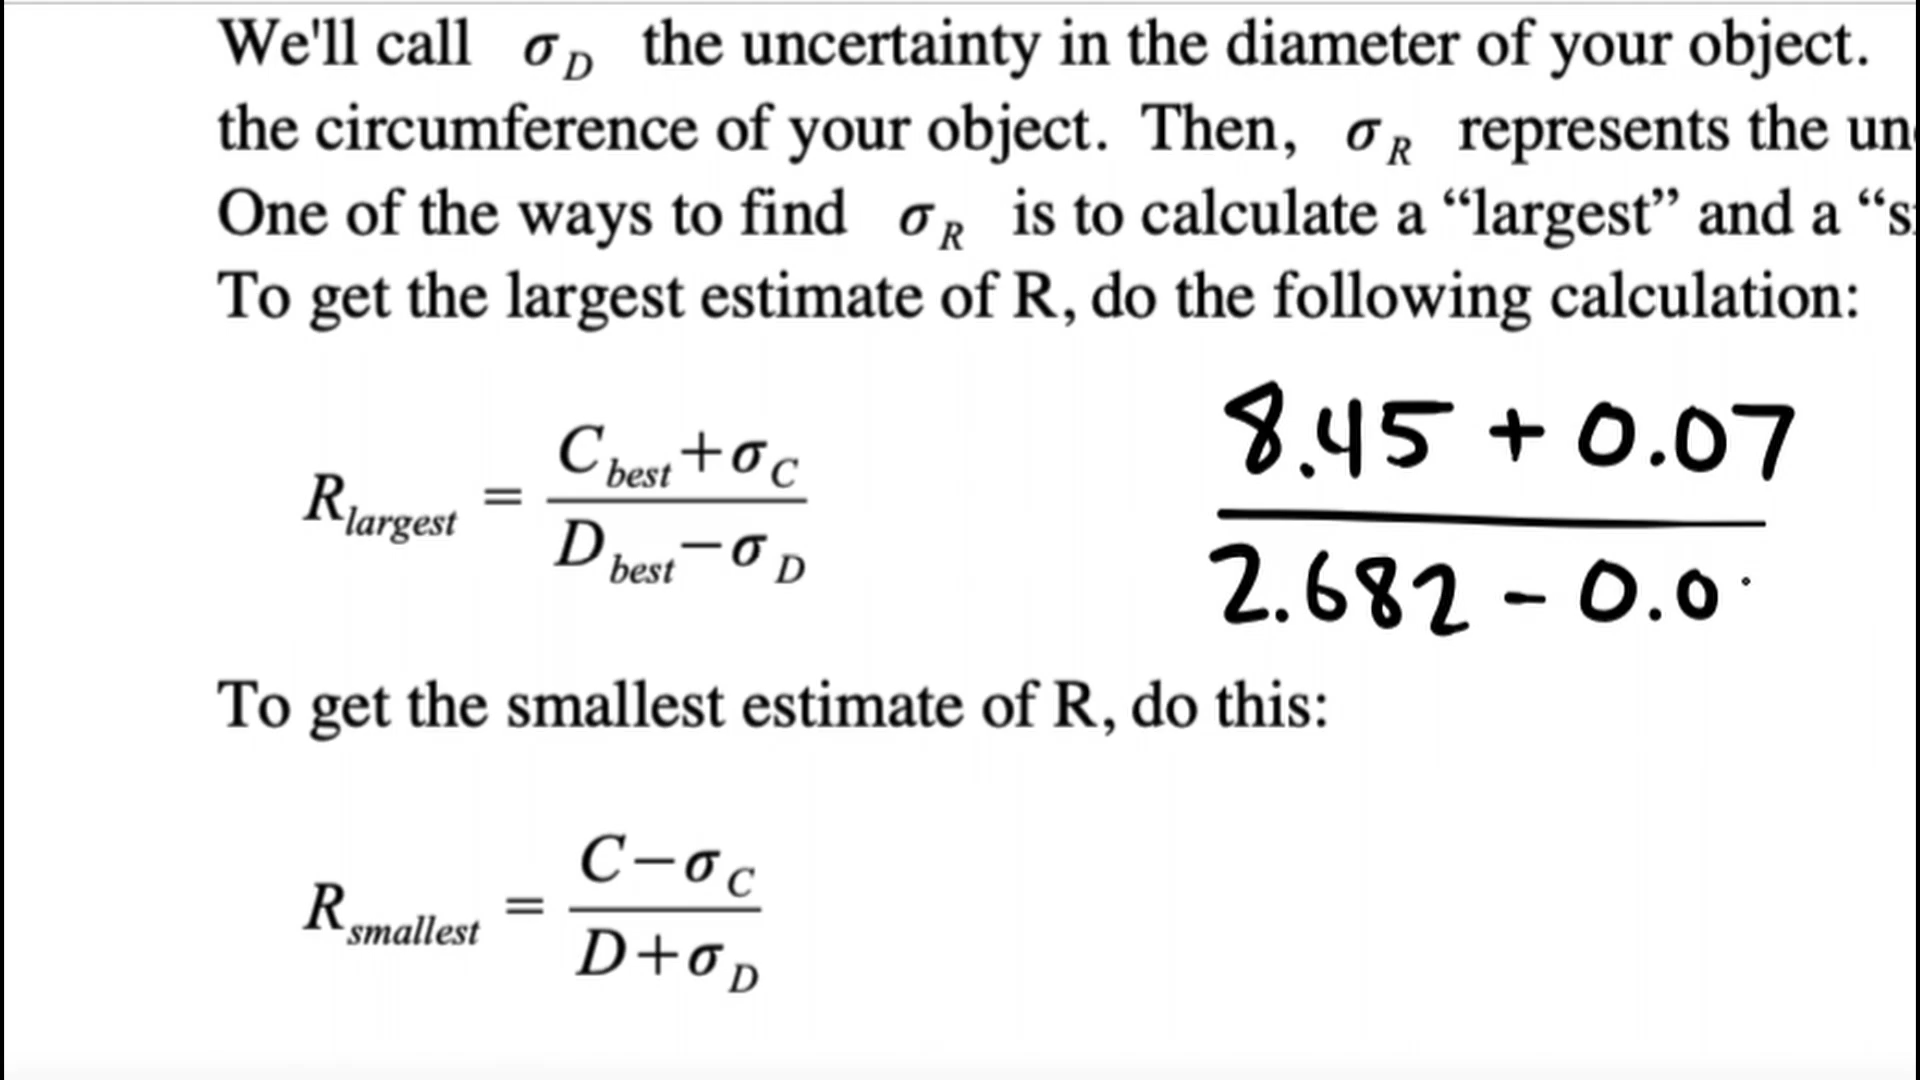 We'll call σ_D the uncertainty in the diameter of your object.
the circumference of your object. Then, σ_R represents the
One of the ways to find σ_R is to calculate a “largest” and a
To get the largest estimate of R, do the following calculation:
R_largest = (C_best+σ_C)/(D_best−σ_D)
8.45 + 0.07
2.682 - 0.0
To get the smallest estimate of R, do this:
R_smallest = (C−σ_C)/(D+σ_D)